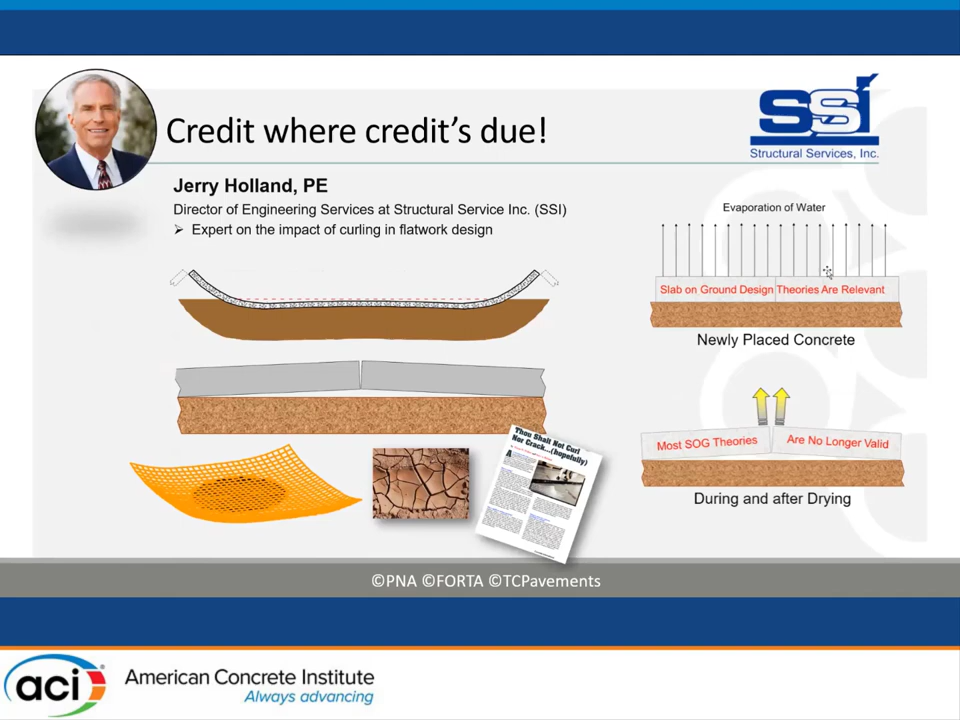 Credit where credit's due!
SSi
Structural Services, Inc.
Jerry Holland, PE
Director of Engineering Services at Structural Service Inc. (SSI)
➢ Expert on the impact of curling in flatwork design
Evaporation of Water
Slab on Ground Design Theories Are Relevant
Newly Placed Concrete
Most SOG Theories Are No Longer Valid
During and after Drying
Thou Shalt Not Curl
Nor Crack...(hopefully)
©PNA ©FORTA ©TCPavements
aci®
American Concrete Institute
Always advancing